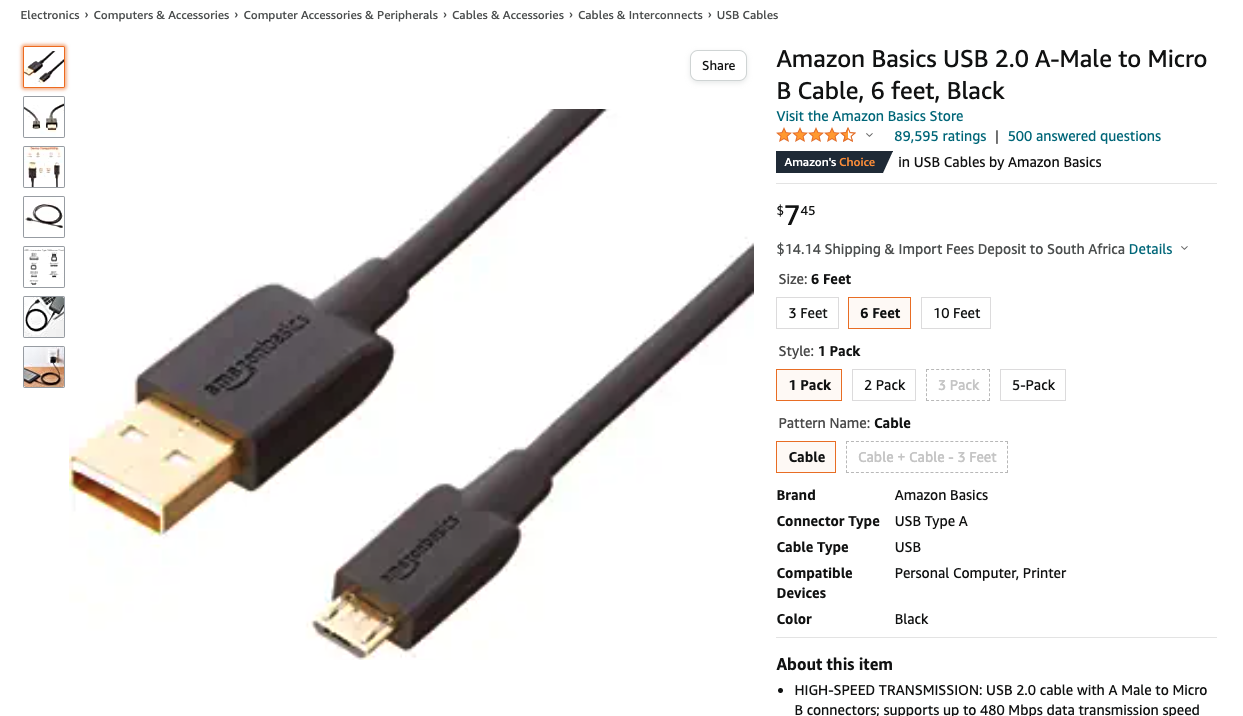 Electronics › Computers & Accessories › Computer Accessories & Peripherals › Cables & Accessories › Cables & Interconnects › USB Cables
Share
amazonbasics
amazonbasics
Amazon Basics USB 2.0 A-Male to Micro
B Cable, 6 feet, Black
Visit the Amazon Basics Store
89,595 ratings | 500 answered questions
Amazon's Choice in USB Cables by Amazon Basics
$7 45
$14.14 Shipping & Import Fees Deposit to South Africa Details
Size: 6 Feet
3 Feet 6 Feet 10 Feet
Style: 1 Pack
1 Pack 2 Pack 3 Pack 5-Pack
Pattern Name: Cable
Cable Cable + Cable - 3 Feet
Brand Amazon Basics
Connector Type USB Type A
Cable Type USB
Compatible Personal Computer, Printer
Devices
Color Black
About this item
• HIGH-SPEED TRANSMISSION: USB 2.0 cable with A Male to Micro
B connectors; supports up to 480 Mbps data transmission speed